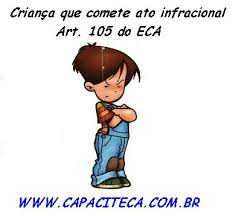 Criança que comete ato infracional
Art. 105 do ECA
WWW.CAPACITECA.COM.BR